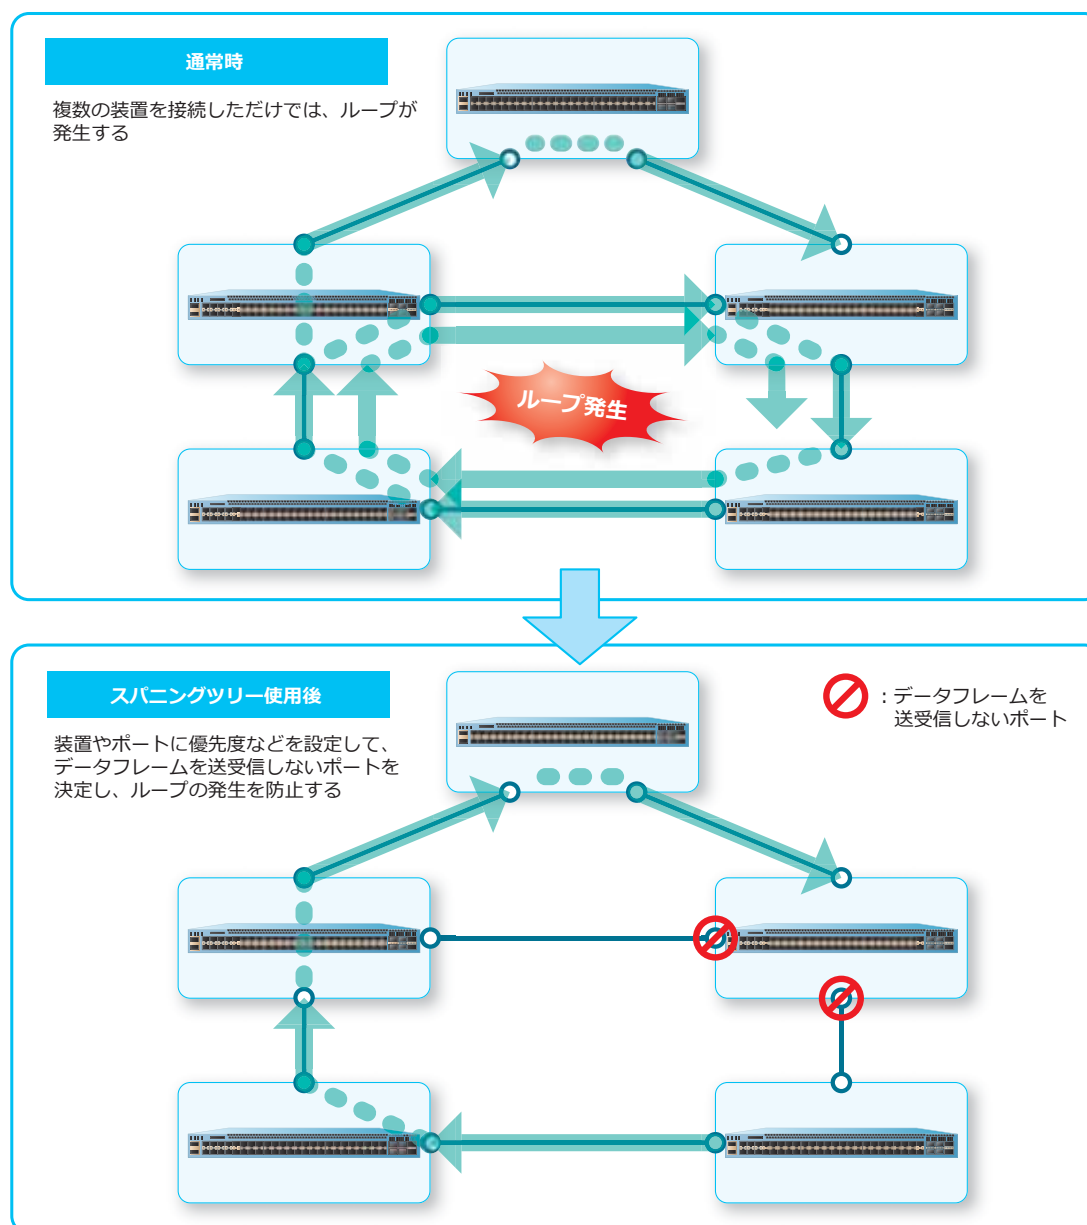 通常時
複数の装置を接続しただけでは、ループが
発生する
ループ発生
スパニングツリー使用後
装置やポートに優先度などを設定して、
データフレームを送受信しないポートを
決定し、ループの発生を防止する
：データフレームを
送受信しないポート